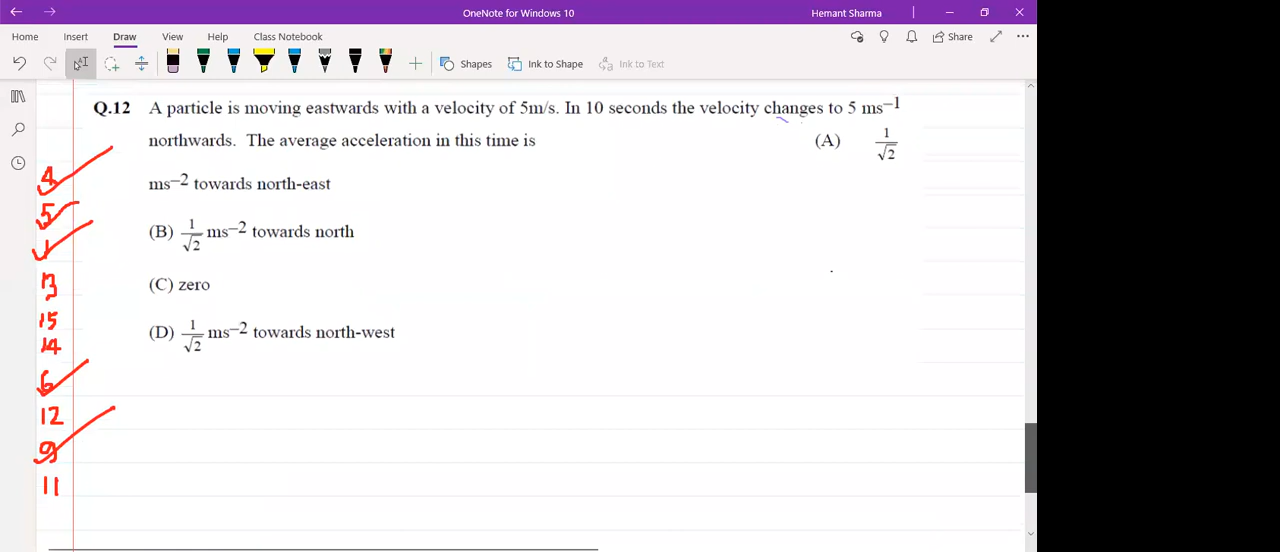 OneNote for Windows 10
Hemant Sharma
Home Insert Draw View Help Class Notebook
Share
Shapes Ink to Shape Ink to Text
Q.12 A particle is moving eastwards with a velocity of 5m/s. In 10 seconds the velocity changes to 5 ms⁻¹
northwards. The average acceleration in this time is (A) 1/√2
ms⁻² towards north-east
(B) 1/√2 ms⁻² towards north
(C) zero
(D) 1/√2 ms⁻² towards north-west
4
5
1
13
15
14
6
12
9
11